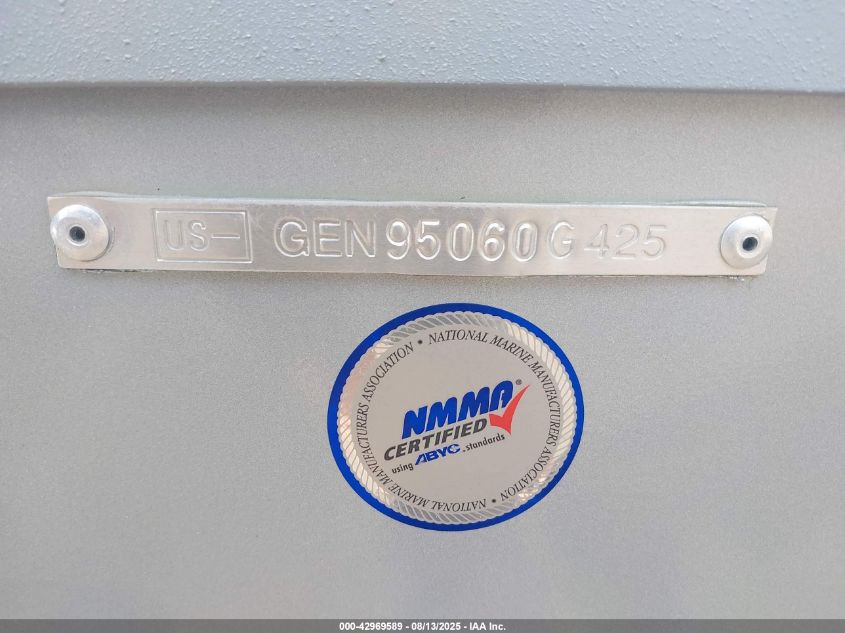 US- GEN95060G425
• NATIONAL MARINE MANUFACTURERS ASSOCIATION • NATIONAL MARINE MANUFACTURERS ASSOCIATION
NMMA®
CERTIFIED
using ABYC. standards
000-42969589 - 08/13/2025 - IAA Inc.